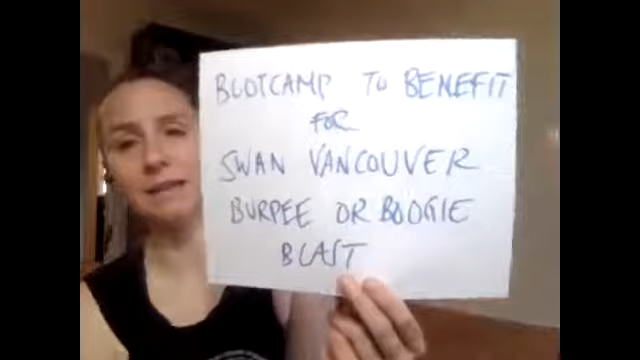 BOOTCAMP TO BENEFIT
FOR
SWAN VANCOUVER
BURPEE OR BOOGIE
BLAST